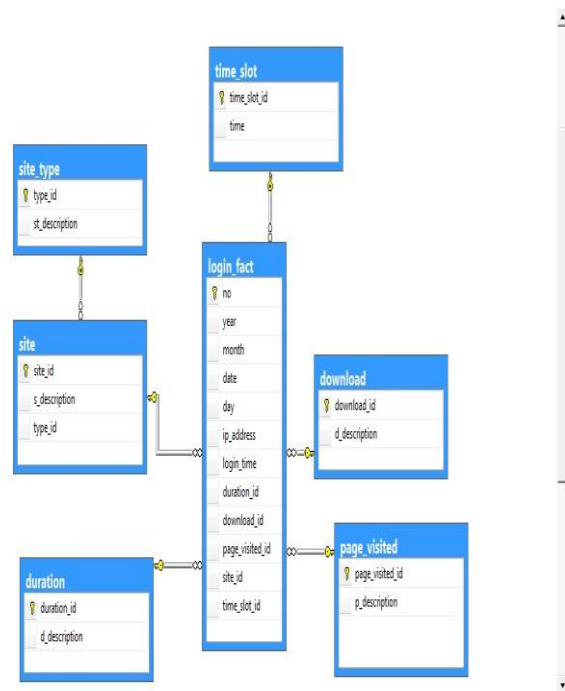 time_slot
time_slot_id
time
site_type
type_id
st_description
site
site_id
s_description
type_id
login_fact
no
year
month
date
day
ip_address
login_time
duration_id
download_id
page_visited_id
site_id
time_slot_id
download
download_id
d_description
duration
duration_id
d_description
page_visited
page_visited_id
p_description